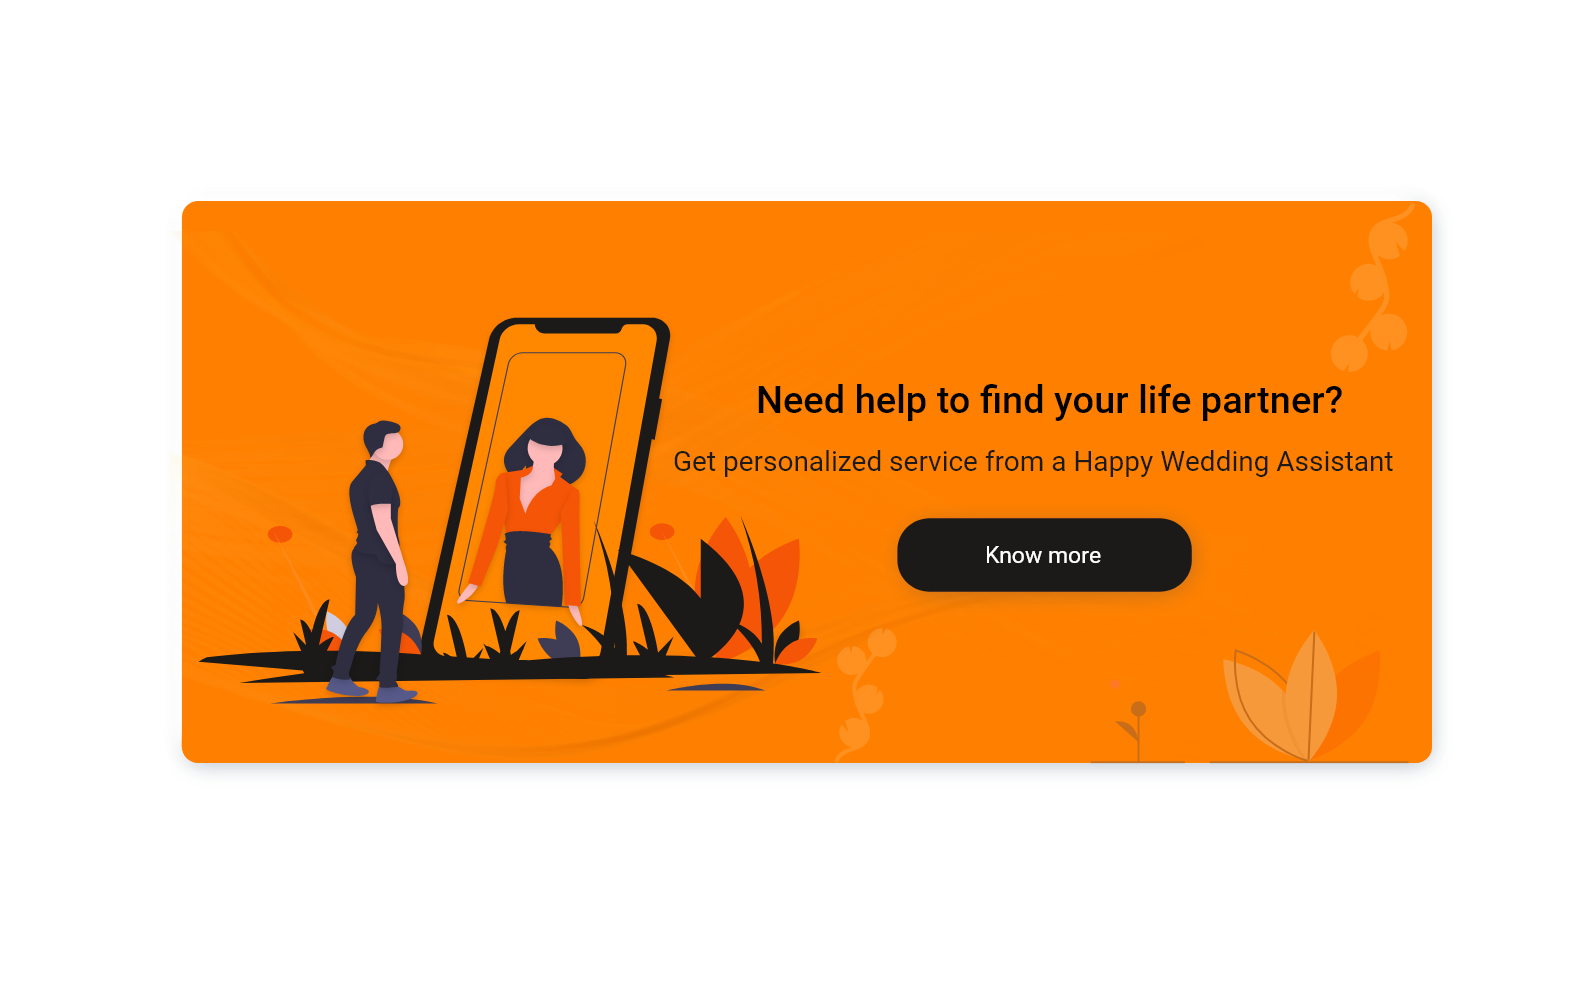 Need help to find your life partner?
Get personalized service from a Happy Wedding Assistant
Know more